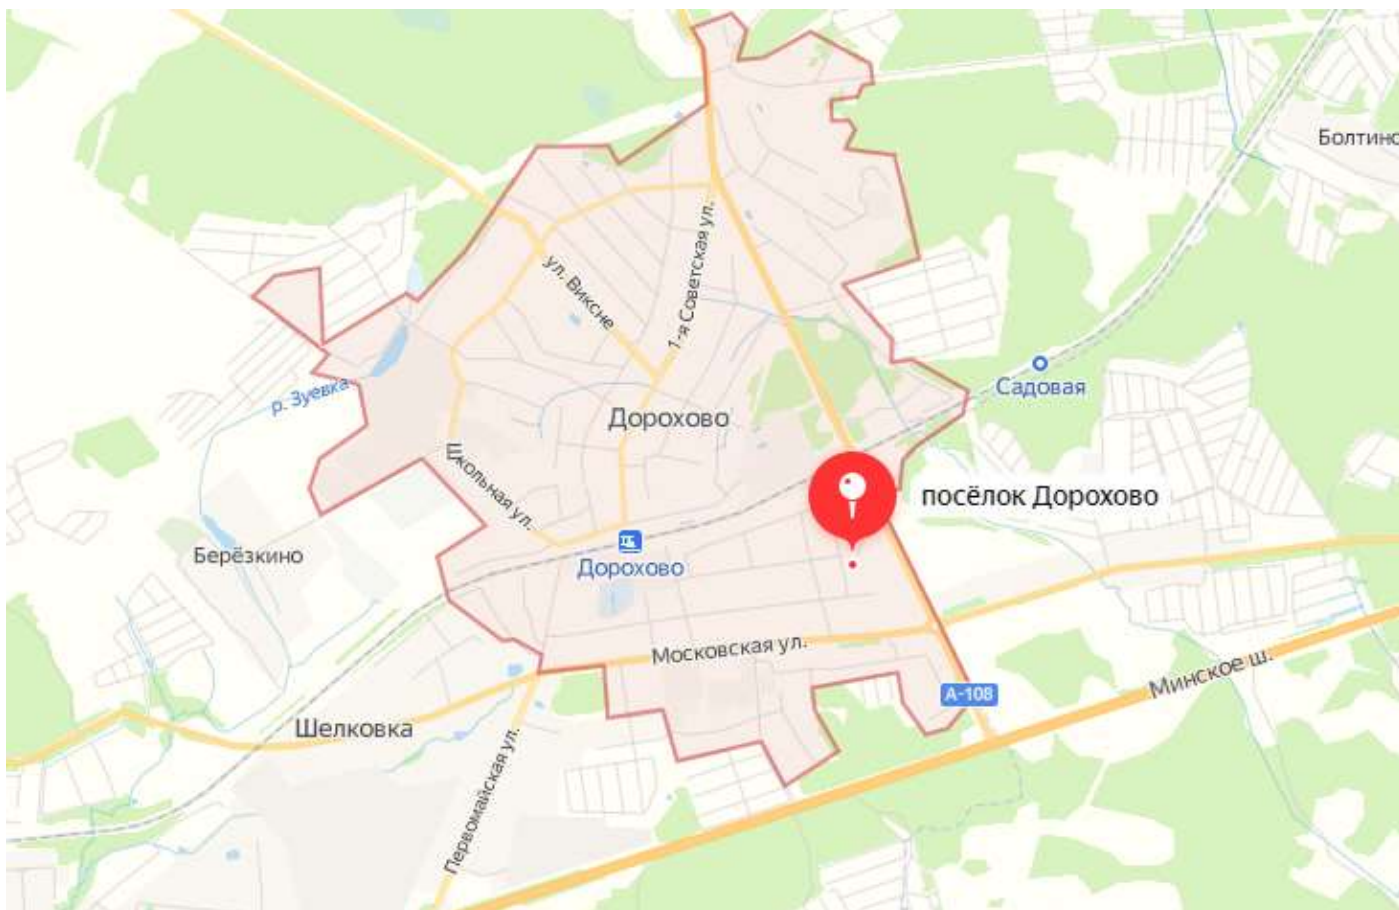 Болтино
ул. Виксне
1-я Советская ул.
Садовая
р. Зуевка
Дорохово
Школьная ул.
посёлок Дорохово
Берёзкино
Дорохово
Московская ул.
Минское ш.
А-108
Шелковка
Первомайская ул.